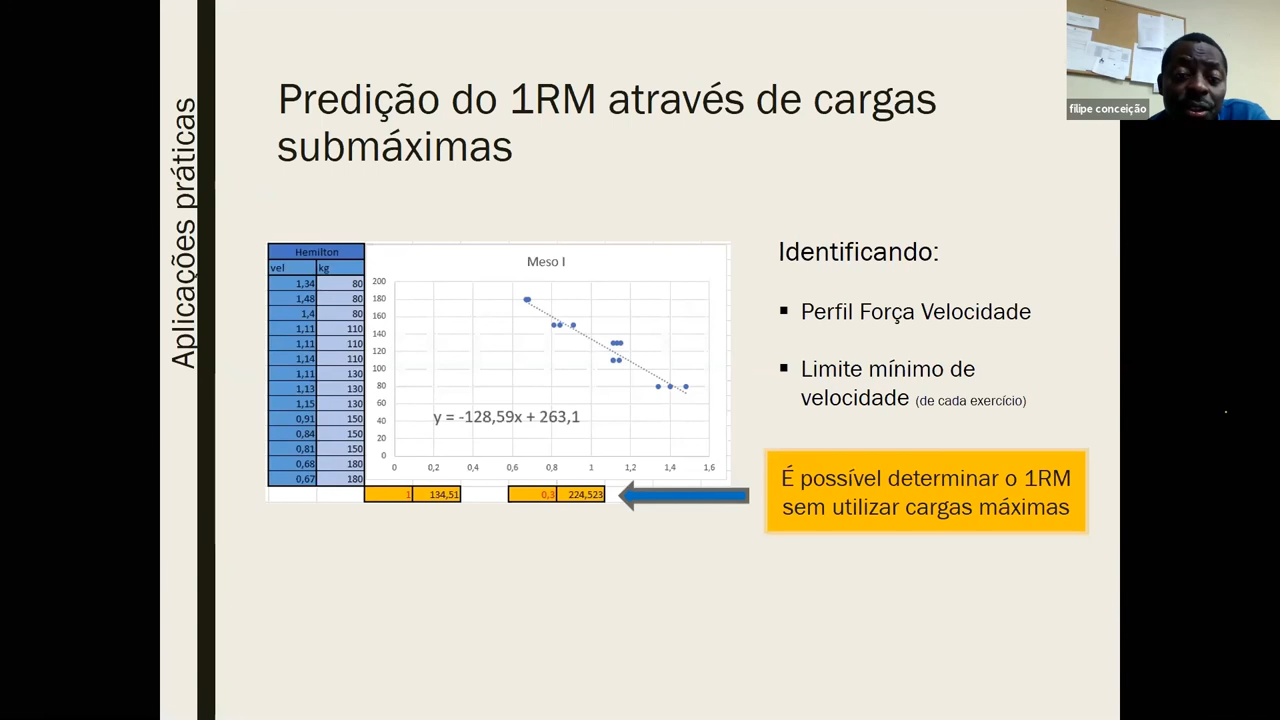 Aplicações práticas
Predição do 1RM através de cargas
submáximas
filipe conceição
Hemilton
vel kg
1,34 80
1,48 80
1,4 80
1,11 110
1,11 110
1,14 110
1,11 130
1,13 130
1,15 130
0,91 150
0,84 150
0,81 150
0,68 180
0,67 180
Meso I
200
180
160
140
120
100
80
60
40
20
0
0 0,2 0,4 0,6 0,8 1 1,2 1,4 1,6
y = -128,59x + 263,1
1 134,51
0,3 224,523
Identificando:
▪ Perfil Força Velocidade
▪ Limite mínimo de
velocidade (de cada exercício)
É possível determinar o 1RM
sem utilizar cargas máximas